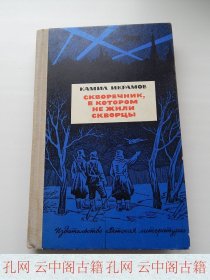 КАМИЛ ИКРАМОВ
СКВОРЕЧНИК,
В КОТОРОМ
НЕ ЖИЛИ
СКВОРЦЫ
Издательство «Детская литература»
孔网 云中阁古籍 孔网 云中阁古籍